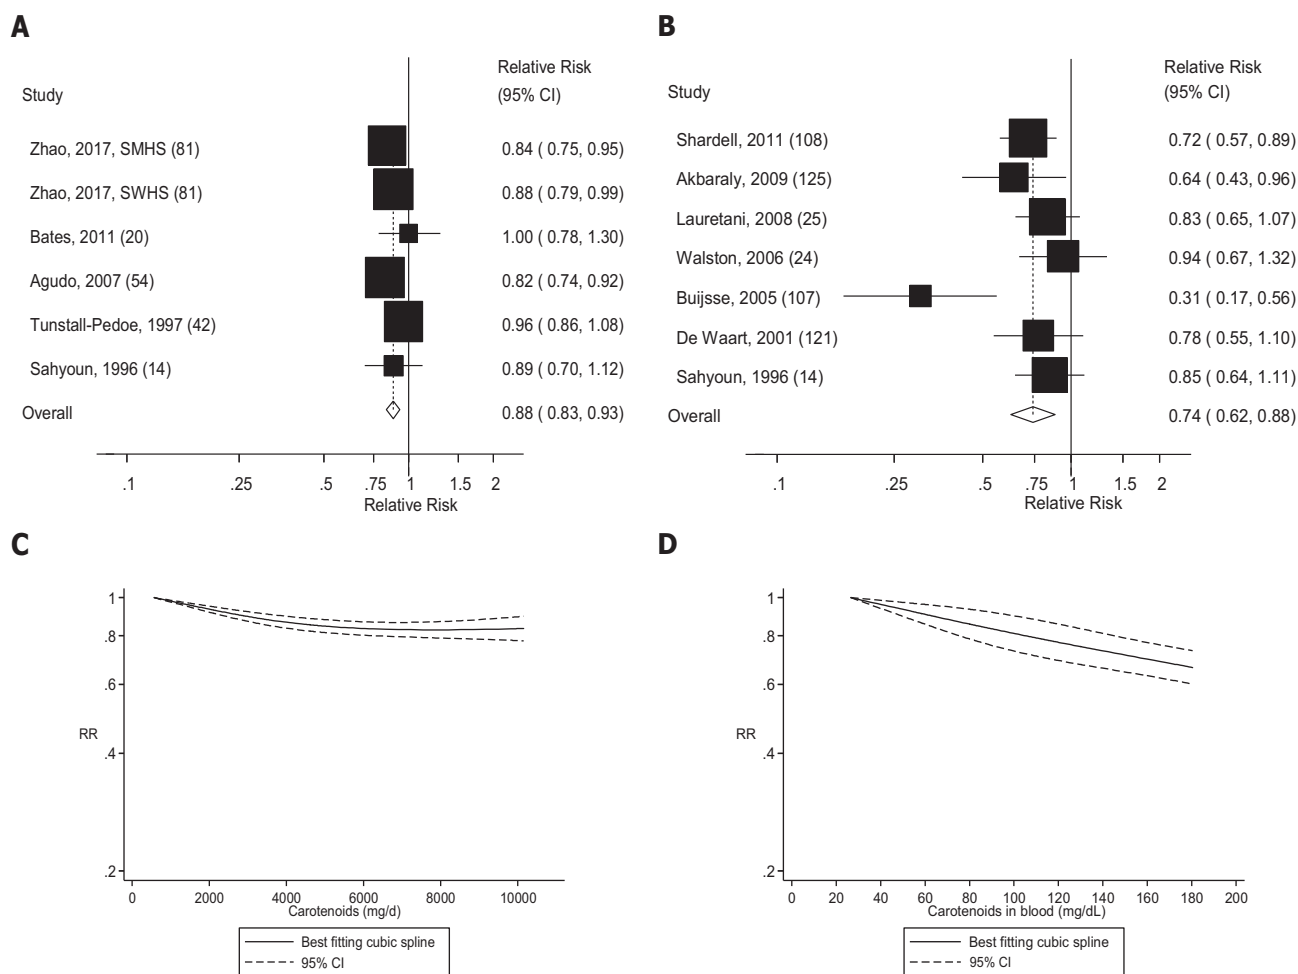 A
Relative Risk
Study
(95% CI)
Zhao, 2017, SMHS (81) 0.84 ( 0.75, 0.95)
Zhao, 2017, SWHS (81) 0.88 ( 0.79, 0.99)
Bates, 2011 (20) 1.00 ( 0.78, 1.30)
Agudo, 2007 (54) 0.82 ( 0.74, 0.92)
Tunstall-Pedoe, 1997 (42) 0.96 ( 0.86, 1.08)
Sahyoun, 1996 (14) 0.89 ( 0.70, 1.12)
Overall 0.88 ( 0.83, 0.93)
.1 .25 .5 .75 1 1.5 2
Relative Risk
B
Relative Risk
Study
(95% CI)
Shardell, 2011 (108) 0.72 ( 0.57, 0.89)
Akbaraly, 2009 (125) 0.64 ( 0.43, 0.96)
Lauretani, 2008 (25) 0.83 ( 0.65, 1.07)
Walston, 2006 (24) 0.94 ( 0.67, 1.32)
Buijsse, 2005 (107) 0.31 ( 0.17, 0.56)
De Waart, 2001 (121) 0.78 ( 0.55, 1.10)
Sahyoun, 1996 (14) 0.85 ( 0.64, 1.11)
Overall 0.74 ( 0.62, 0.88)
.1 .25 .5 .75 1 1.5 2
Relative Risk
C
1
.8
.6
RR
.4
.2
0 2000 4000 6000 8000 10000
Carotenoids (mg/d)
Best fitting cubic spline
95% CI
D
1
.8
.6
RR
.4
.2
0 20 40 60 80 100 120 140 160 180 200
Carotenoids in blood (mg/dL)
Best fitting cubic spline
95% CI